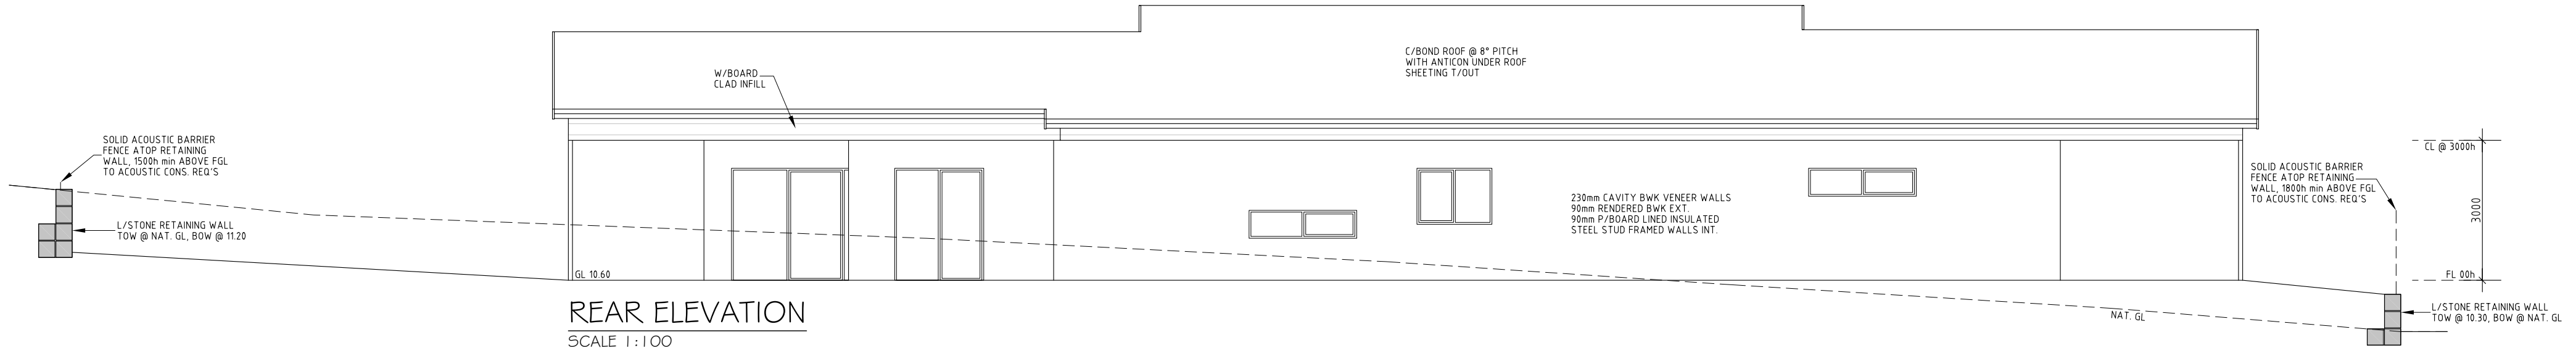 C/BOND ROOF @ 8° PITCH
WITH ANTICON UNDER ROOF
SHEETING T/OUT
W/BOARD
CLAD INFILL
SOLID ACOUSTIC BARRIER
FENCE ATOP RETAINING
WALL, 1500h min ABOVE FGL
TO ACOUSTIC CONS. REQ'S
L/STONE RETAINING WALL
TOW @ NAT. GL, BOW @ 11.20
GL 10.60
230mm CAVITY BWK VENEER WALLS
90mm RENDERED BWK EXT.
90mm P/BOARD LINED INSULATED
STEEL STUD FRAMED WALLS INT.
CL @ 3000h
SOLID ACOUSTIC BARRIER
FENCE ATOP RETAINING
WALL, 1800h min ABOVE FGL
TO ACOUSTIC CONS. REQ'S
3000
FL 00h
L/STONE RETAINING WALL
TOW @ 10.30, BOW @ NAT. GL
NAT. GL
REAR ELEVATION
SCALE 1:100